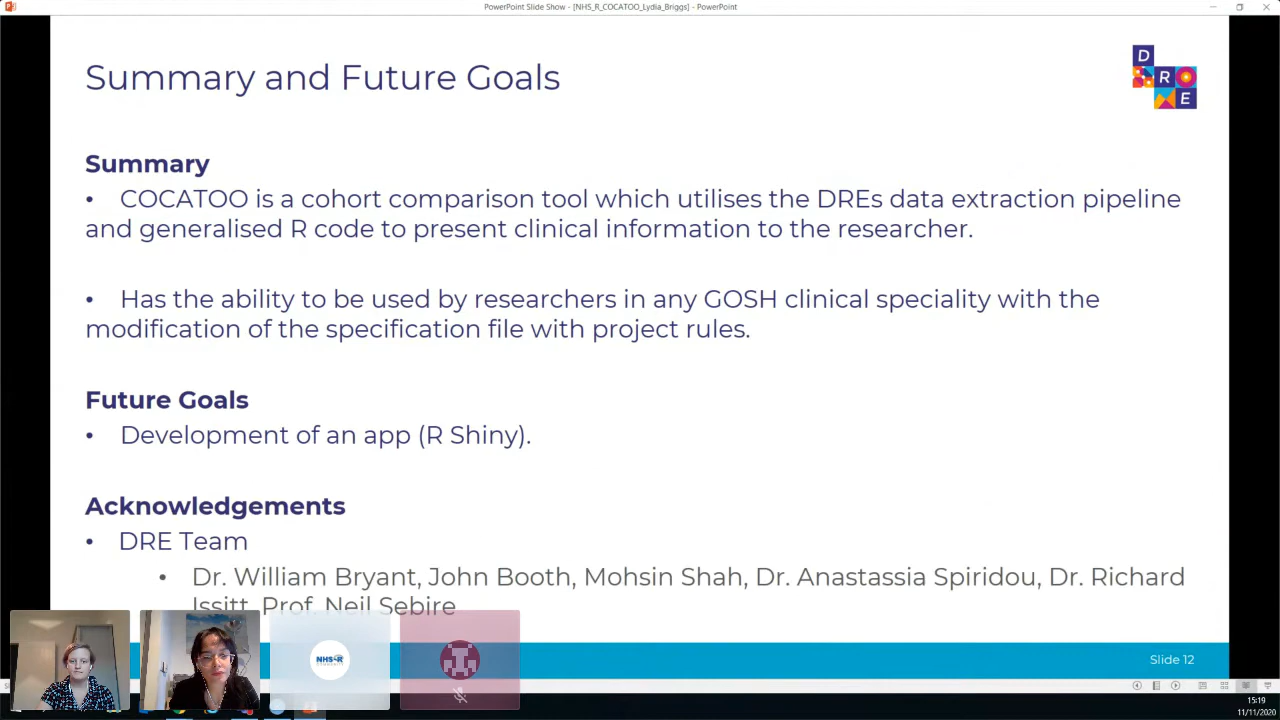 PowerPoint Slide Show - [NHS_R_COCATOO_Lydia_Briggs] - PowerPoint
Summary and Future Goals
D
R
E
Summary
• COCATOO is a cohort comparison tool which utilises the DREs data extraction pipeline
and generalised R code to present clinical information to the researcher.
• Has the ability to be used by researchers in any GOSH clinical speciality with the
modification of the specification file with project rules.
Future Goals
• Development of an app (R Shiny).
Acknowledgements
• DRE Team
• Dr. William Bryant, John Booth, Mohsin Shah, Dr. Anastassia Spiridou, Dr. Richard
Issitt, Prof. Neil Sebire
NHS-R
COMMUNITY
Slide 12
15:19
11/11/2020